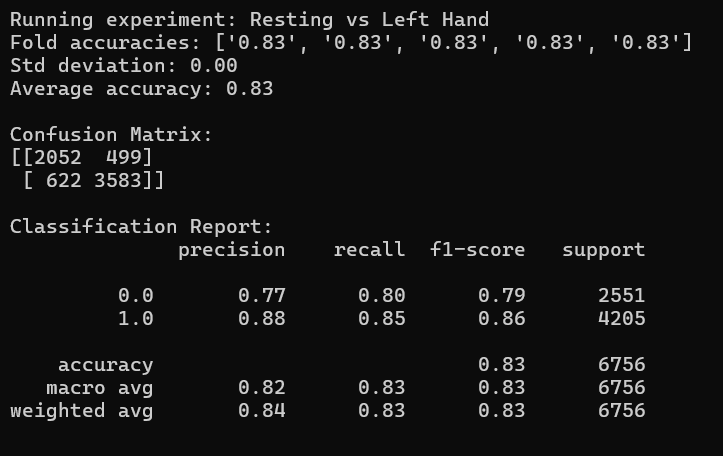 Running experiment: Resting vs Left Hand
Fold accuracies: ['0.83', '0.83', '0.83', '0.83', '0.83']
Std deviation: 0.00
Average accuracy: 0.83

Confusion Matrix:
[[2052  499]
 [ 622 3583]]

Classification Report:
              precision    recall  f1-score   support

         0.0       0.77      0.80      0.79      2551
         1.0       0.88      0.85      0.86      4205

    accuracy                           0.83      6756
   macro avg       0.82      0.83      0.83      6756
weighted avg       0.84      0.83      0.83      6756